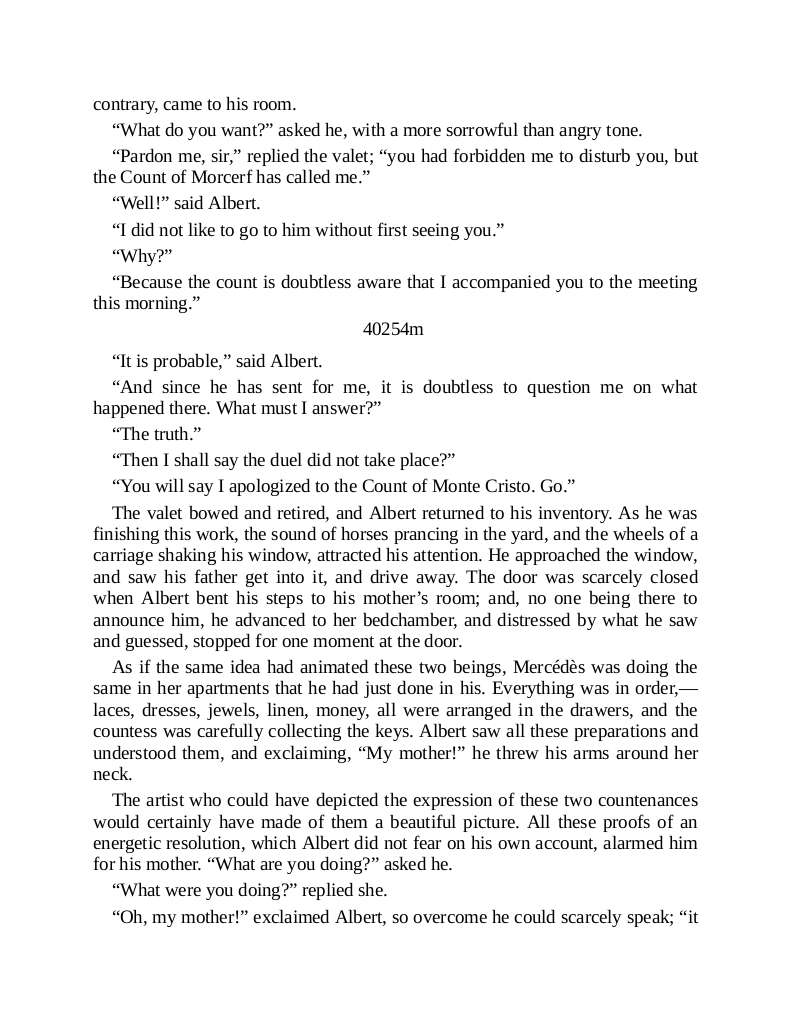 contrary, came to his room.
“What do you want?” asked he, with a more sorrowful than angry tone.
“Pardon me, sir,” replied the valet; “you had forbidden me to disturb you, but
the Count of Morcerf has called me.”
“Well!” said Albert.
“I did not like to go to him without first seeing you.”
“Why?”
“Because the count is doubtless aware that I accompanied you to the meeting
this morning.”
40254m
“It is probable,” said Albert.
“And since he has sent for me, it is doubtless to question me on what
happened there. What must I answer?”
“The truth.”
“Then I shall say the duel did not take place?”
“You will say I apologized to the Count of Monte Cristo. Go.”
The valet bowed and retired, and Albert returned to his inventory. As he was
finishing this work, the sound of horses prancing in the yard, and the wheels of a
carriage shaking his window, attracted his attention. He approached the window,
and saw his father get into it, and drive away. The door was scarcely closed
when Albert bent his steps to his mother’s room; and, no one being there to
announce him, he advanced to her bedchamber, and distressed by what he saw
and guessed, stopped for one moment at the door.
As if the same idea had animated these two beings, Mercédès was doing the
same in her apartments that he had just done in his. Everything was in order,—
laces, dresses, jewels, linen, money, all were arranged in the drawers, and the
countess was carefully collecting the keys. Albert saw all these preparations and
understood them, and exclaiming, “My mother!” he threw his arms around her
neck.
The artist who could have depicted the expression of these two countenances
would certainly have made of them a beautiful picture. All these proofs of an
energetic resolution, which Albert did not fear on his own account, alarmed him
for his mother. “What are you doing?” asked he.
“What were you doing?” replied she.
“Oh, my mother!” exclaimed Albert, so overcome he could scarcely speak; “it